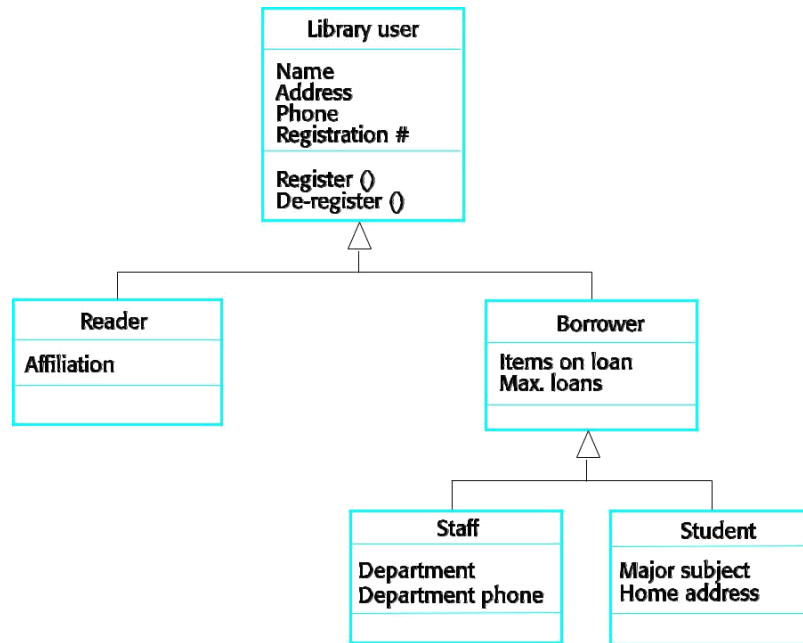 Library user
Name
Address
Phone
Registration #
Register ()
De-register ()
Reader
Affiliation
Borrower
Items on loan
Max. loans
Staff
Department
Department phone
Student
Major subject
Home address